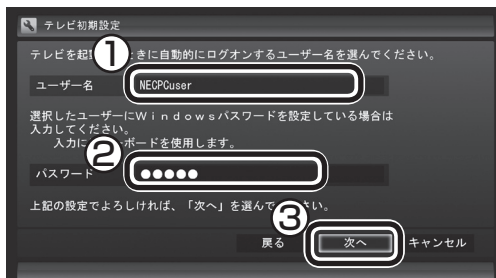 テレビ初期設定
テレビを起 ① ときに自動的にログオンするユーザー名を選んでください。
ユーザー名 NECPCuser
選択したユーザーにWindowsパスワードを設定している場合は
入力してください。
入力に ボードを使用します。
②
パスワード ●●●●●
上記の設定でよろしければ、「次へ」を選んで さい。
③
戻る 次へ キャンセル